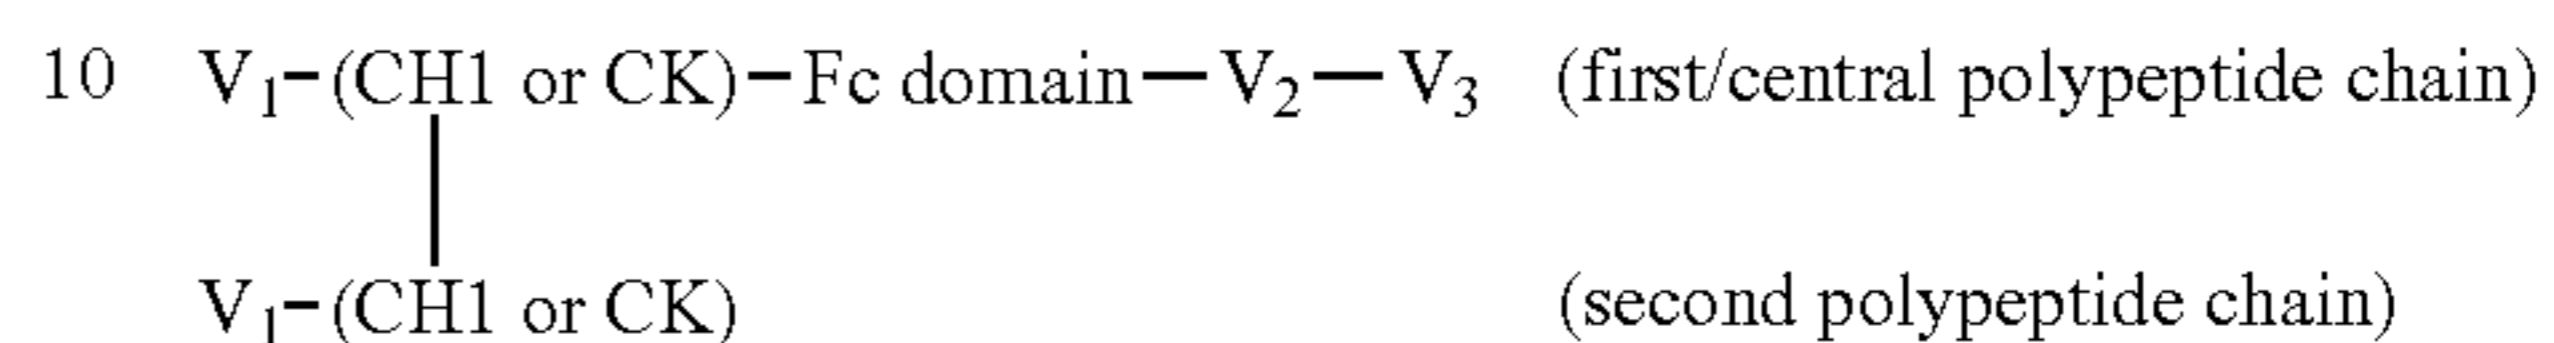 10 V₁-(CH1 or CK)-Fc domain—V₂—V₃ (first/central polypeptide chain)
V₁-(CH1 or CK) (second polypeptide chain)